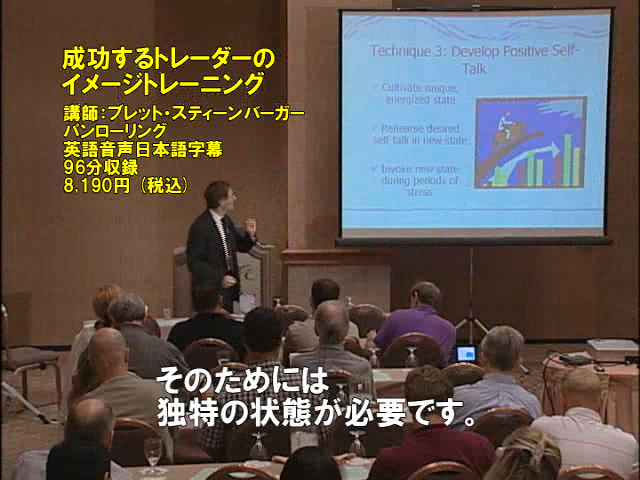 成功するトレーダーの
イメージトレーニング
講師：ブレット・スティーンバーガー
パンローリング
英語音声日本語字幕
96分収録
8,190円 (税込)
Technique 3: Develop Positive Self-
Talk
Cultivate unique,
energized state
Rehearse desired
self-talk in new state
Invoke new state
during periods of
stress
そのためには
独特の状態が必要です。